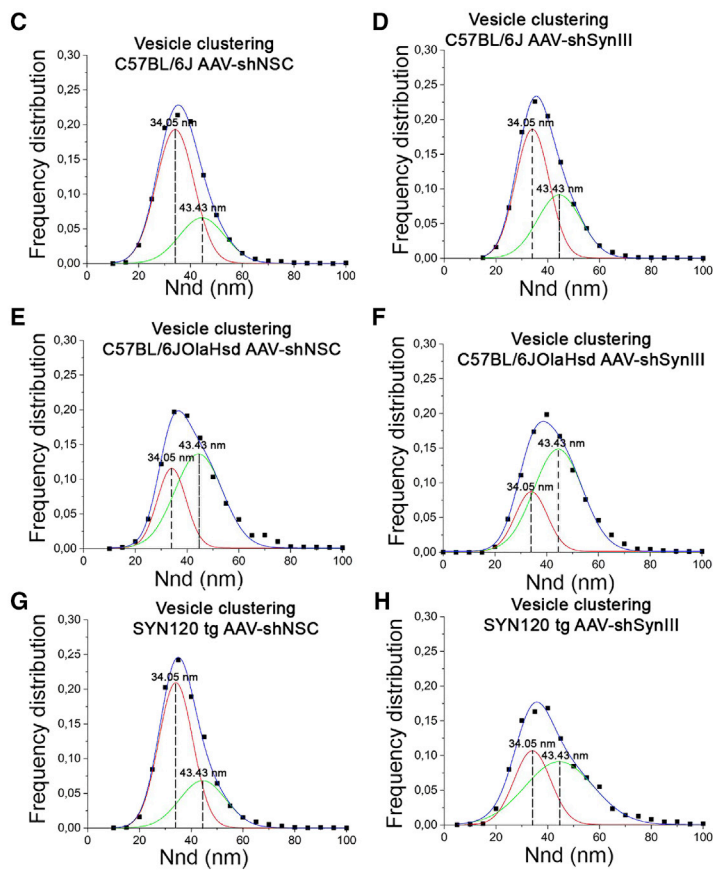 C
Vesicle clustering
C57BL/6J AAV-shNSC
0,30
0,25
0,20
0,15
0,10
0,05
0,00
Frequency distribution
34.05 nm
43.43 nm
0 20 40 60 80 100
Nnd (nm)
D
Vesicle clustering
C57BL/6J AAV-shSynIII
0,30
0,25
0,20
0,15
0,10
0,05
0,00
Frequency distribution
34.05 nm
43.43 nm
0 20 40 60 80 100
Nnd (nm)
E
Vesicle clustering
C57BL/6JOlaHsd AAV-shNSC
0,30
0,25
0,20
0,15
0,10
0,05
0,00
Frequency distribution
34.05 nm
43.43 nm
0 20 40 60 80 100
Nnd (nm)
F
Vesicle clustering
C57BL/6JOlaHsd AAV-shSynIII
0,30
0,25
0,20
0,15
0,10
0,05
0,00
Frequency distribution
34.05 nm
43.43 nm
0 20 40 60 80 100
Nnd (nm)
G
Vesicle clustering
SYN120 tg AAV-shNSC
0,30
0,25
0,20
0,15
0,10
0,05
0,00
Frequency distribution
34.05 nm
43.43 nm
0 20 40 60 80 100
Nnd (nm)
H
Vesicle clustering
SYN120 tg AAV-shSynIII
0,30
0,25
0,20
0,15
0,10
0,05
0,00
Frequency distribution
34.05 nm
43.43 nm
0 20 40 60 80 100
Nnd (nm)